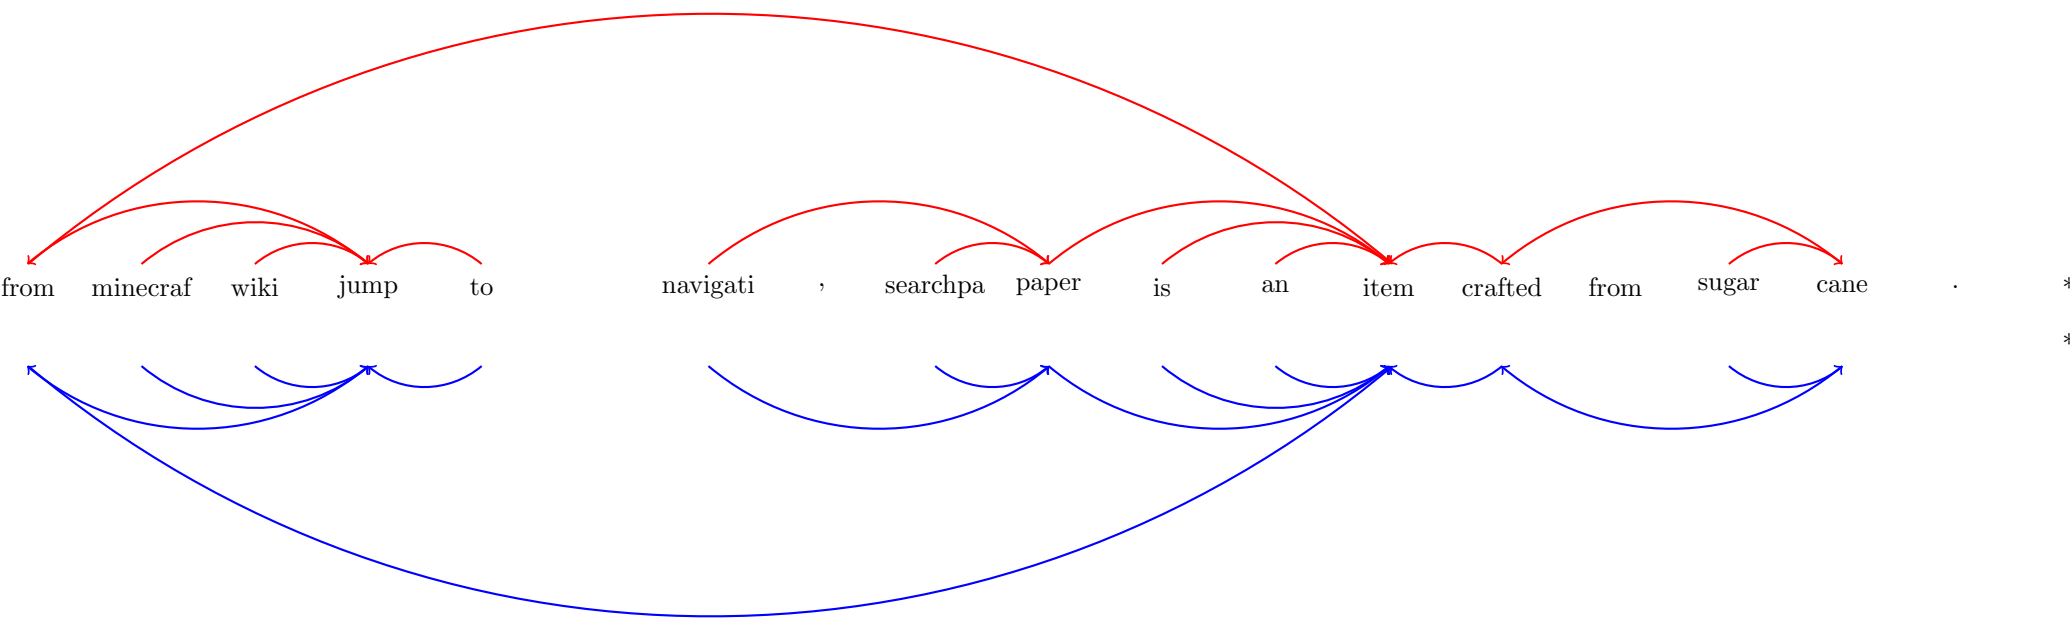 from minecraf wiki jump to navigati , searchpa paper is an item crafted from sugar cane . *
*